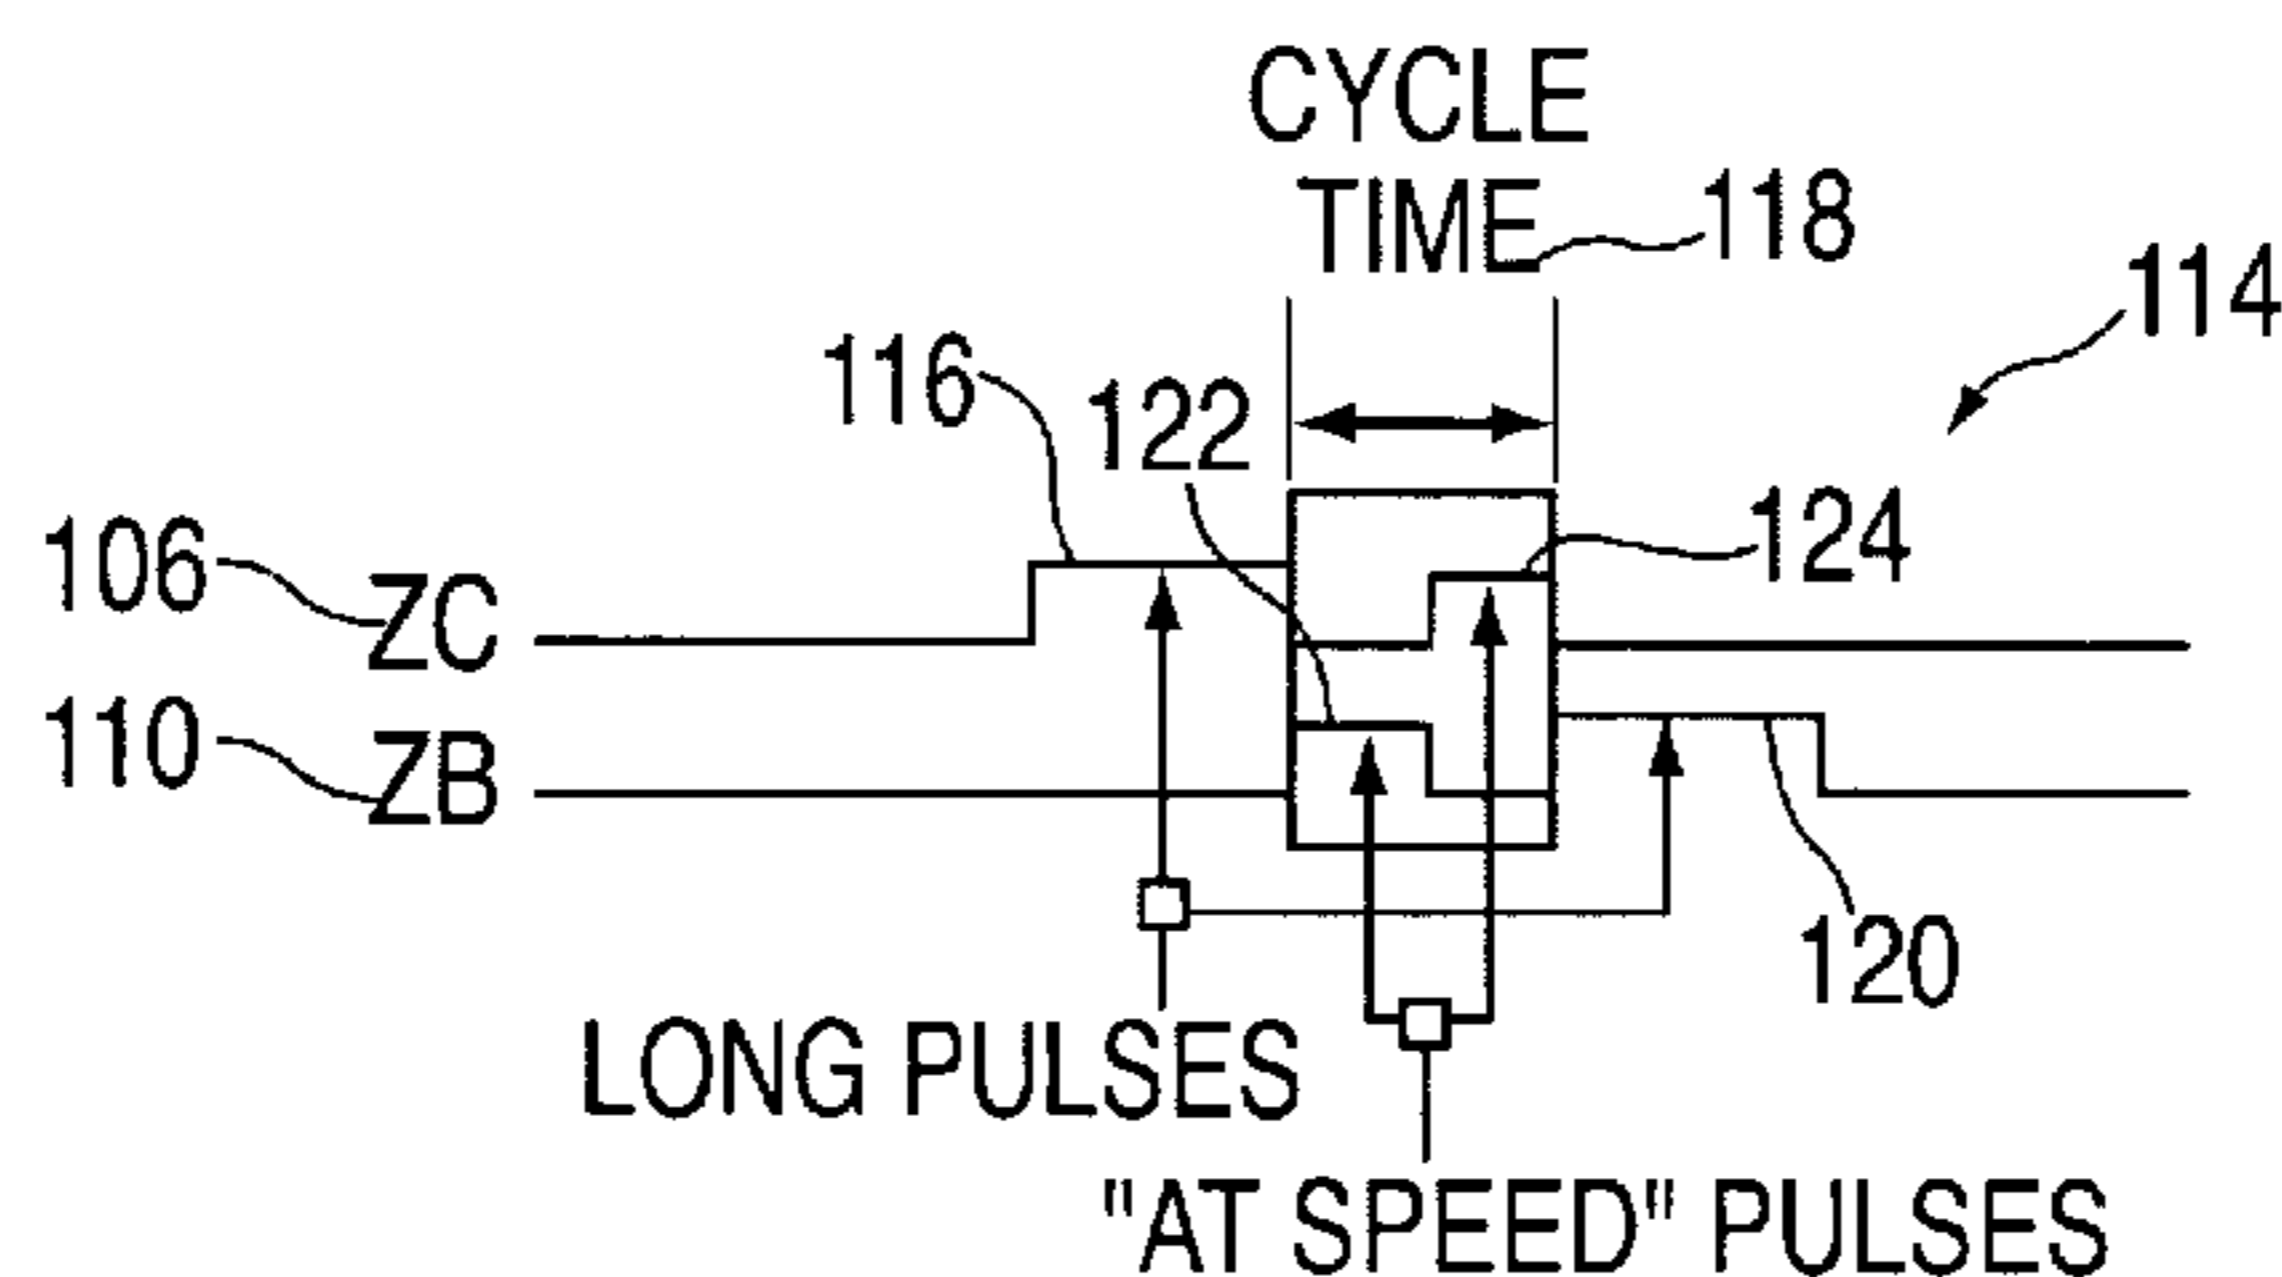 CYCLE
TIME
118
114
116
122
124
106
ZC
110
ZB
120
LONG PULSES
"AT SPEED" PULSES